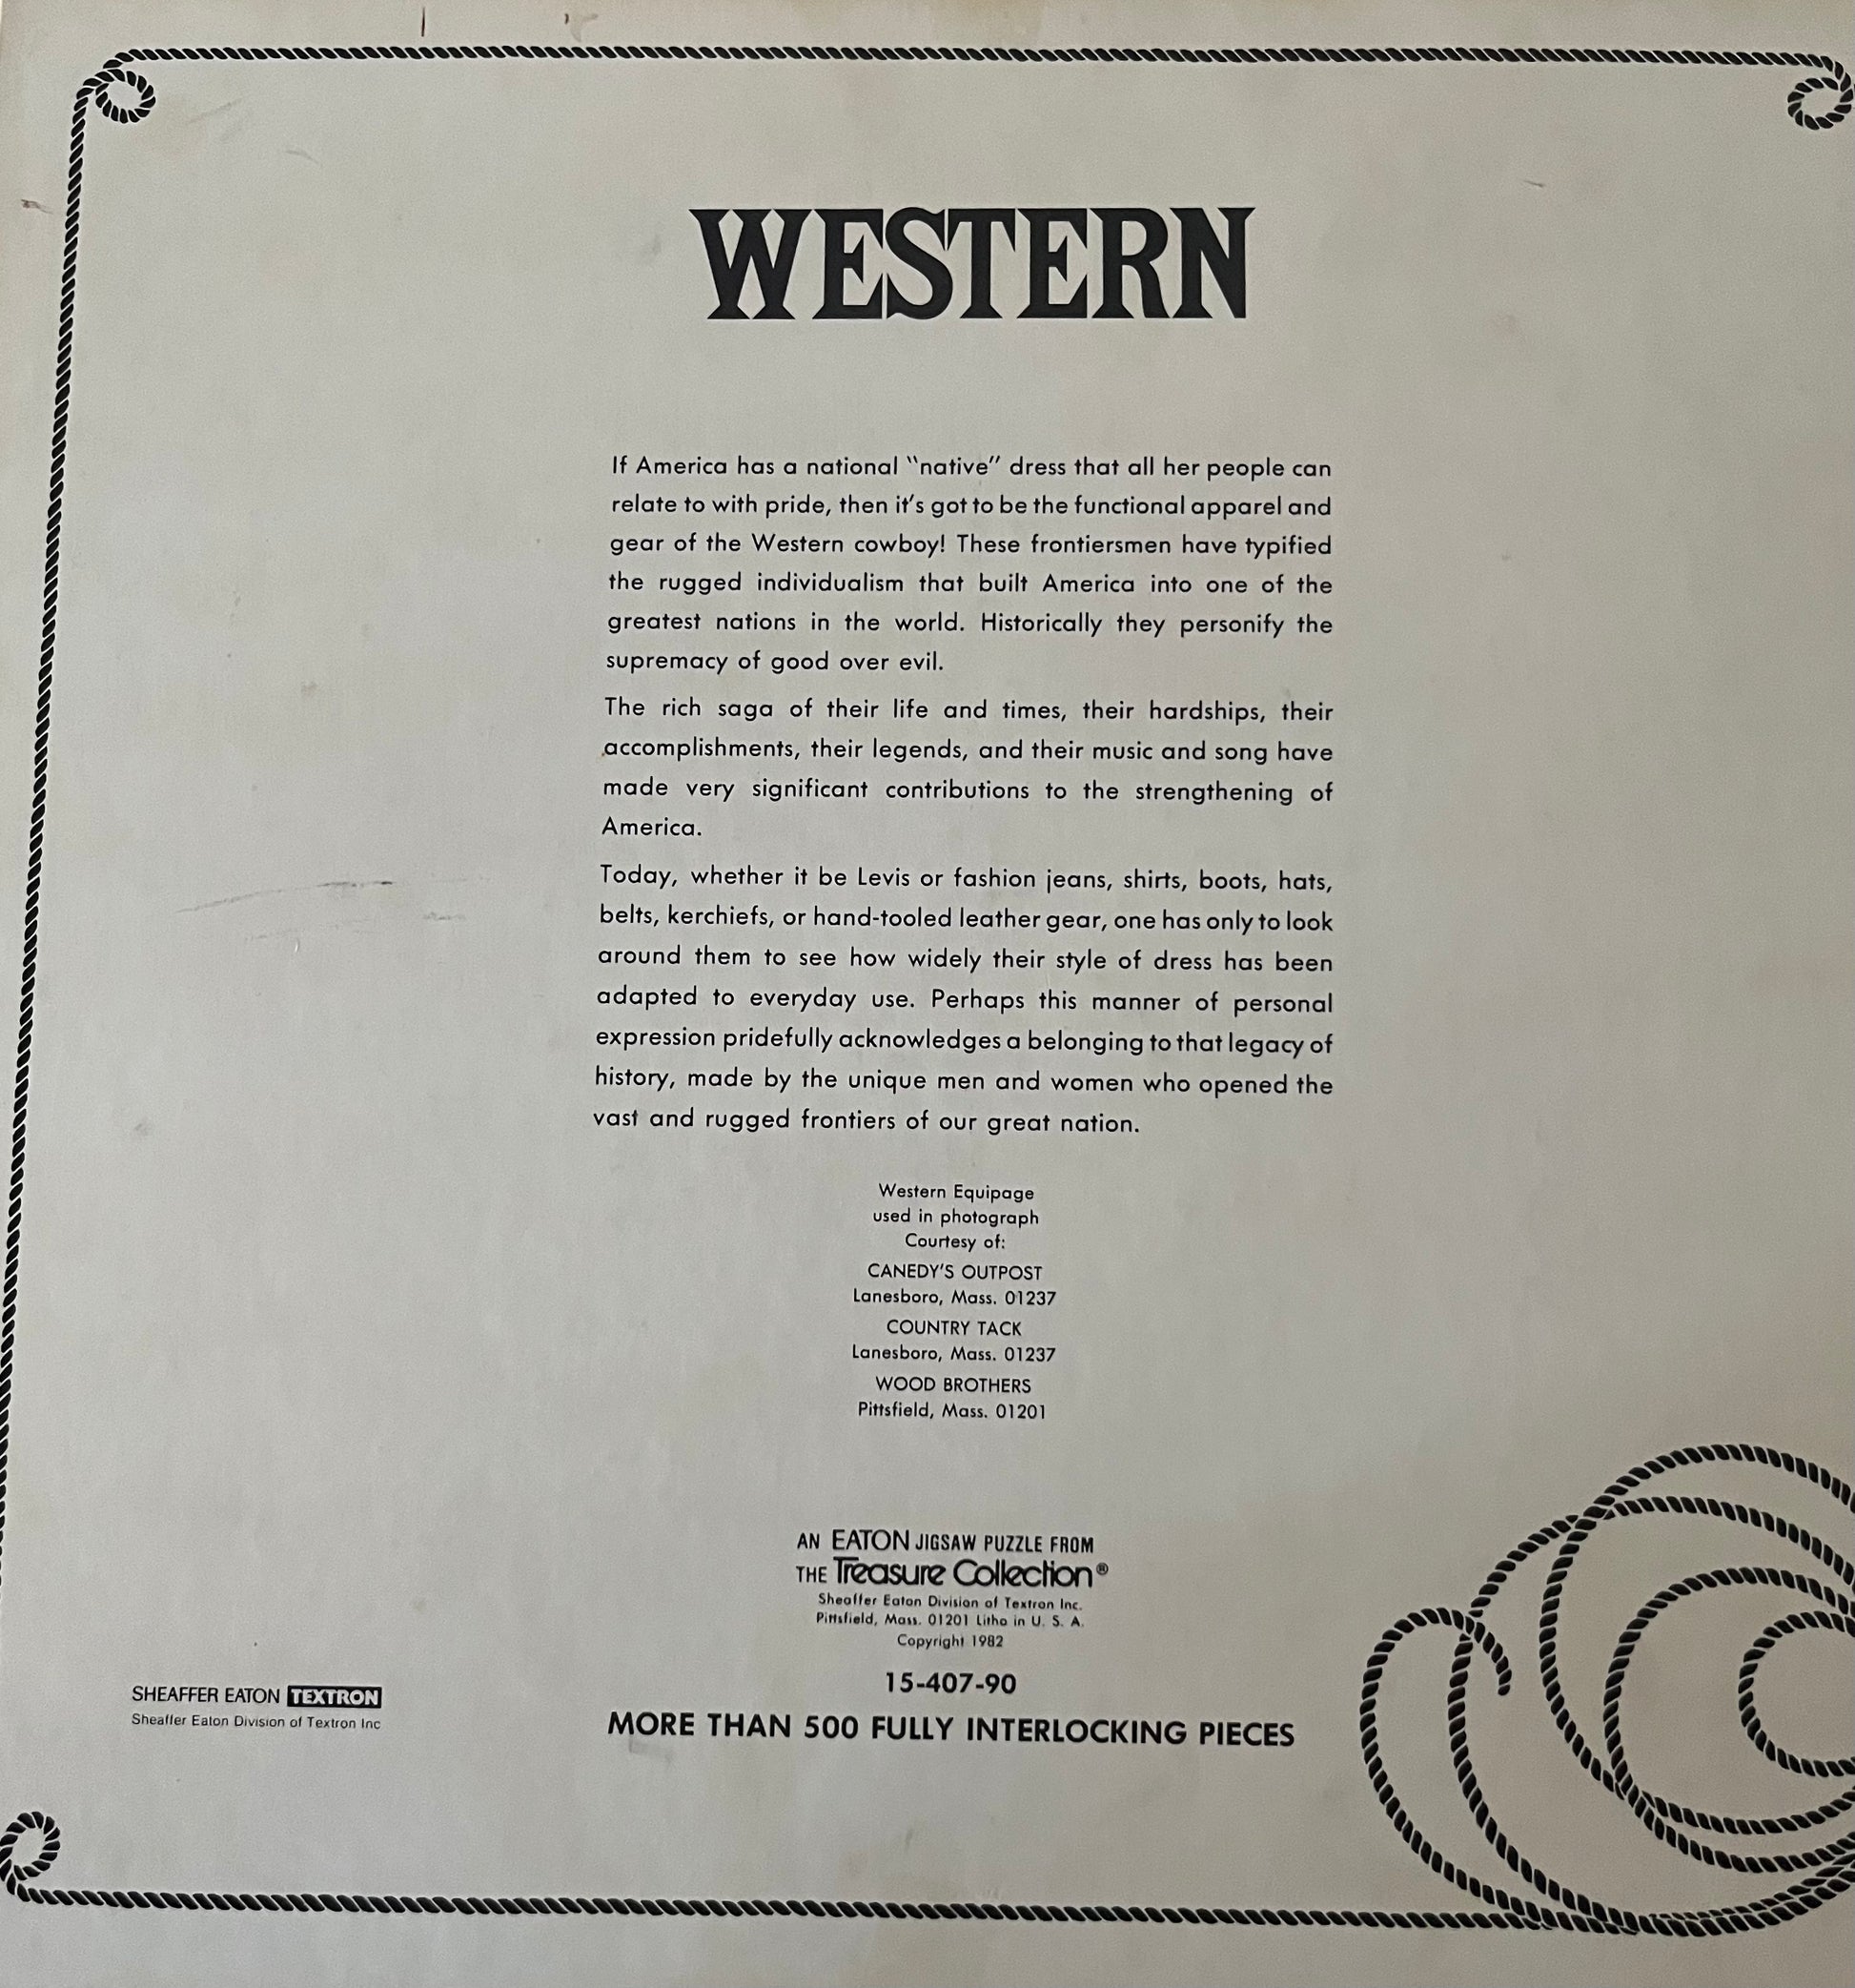 WESTERN
If America has a national "native" dress that all her people can
relate to with pride, then it's got to be the functional apparel and
gear of the Western cowboy! These frontiersmen have typified
the rugged individualism that built America into one of the
greatest nations in the world. Historically they personify the
supremacy of good over evil.
The rich saga of their life and times, their hardships, their
accomplishments, their legends, and their music and song have
made very significant contributions to the strengthening of
America.
Today, whether it be Levis or fashion jeans, shirts, boots, hats,
belts, kerchiefs, or hand-tooled leather gear, one has only to look
around them to see how widely their style of dress has been
adapted to everyday use. Perhaps this manner of personal
expression pridefully acknowledges a belonging to that legacy of
history, made by the unique men and women who opened the
vast and rugged frontiers of our great nation.
Western Equipage
used in photograph
Courtesy of:
CANEDY'S OUTPOST
Lanesboro, Mass. 01237
COUNTRY TACK
Lanesboro, Mass. 01237
WOOD BROTHERS
Pittsfield, Mass. 01201
AN EATON JIGSAW PUZZLE FROM
THE Treasure Collection®
Sheaffer Eaton Division of Textron Inc.
Pittsfield, Mass. 01201 Litho in U. S. A.
Copyright 1982
15-407-90
MORE THAN 500 FULLY INTERLOCKING PIECES
SHEAFFER EATON TEXTRON
Sheaffer Eaton Division of Textron Inc